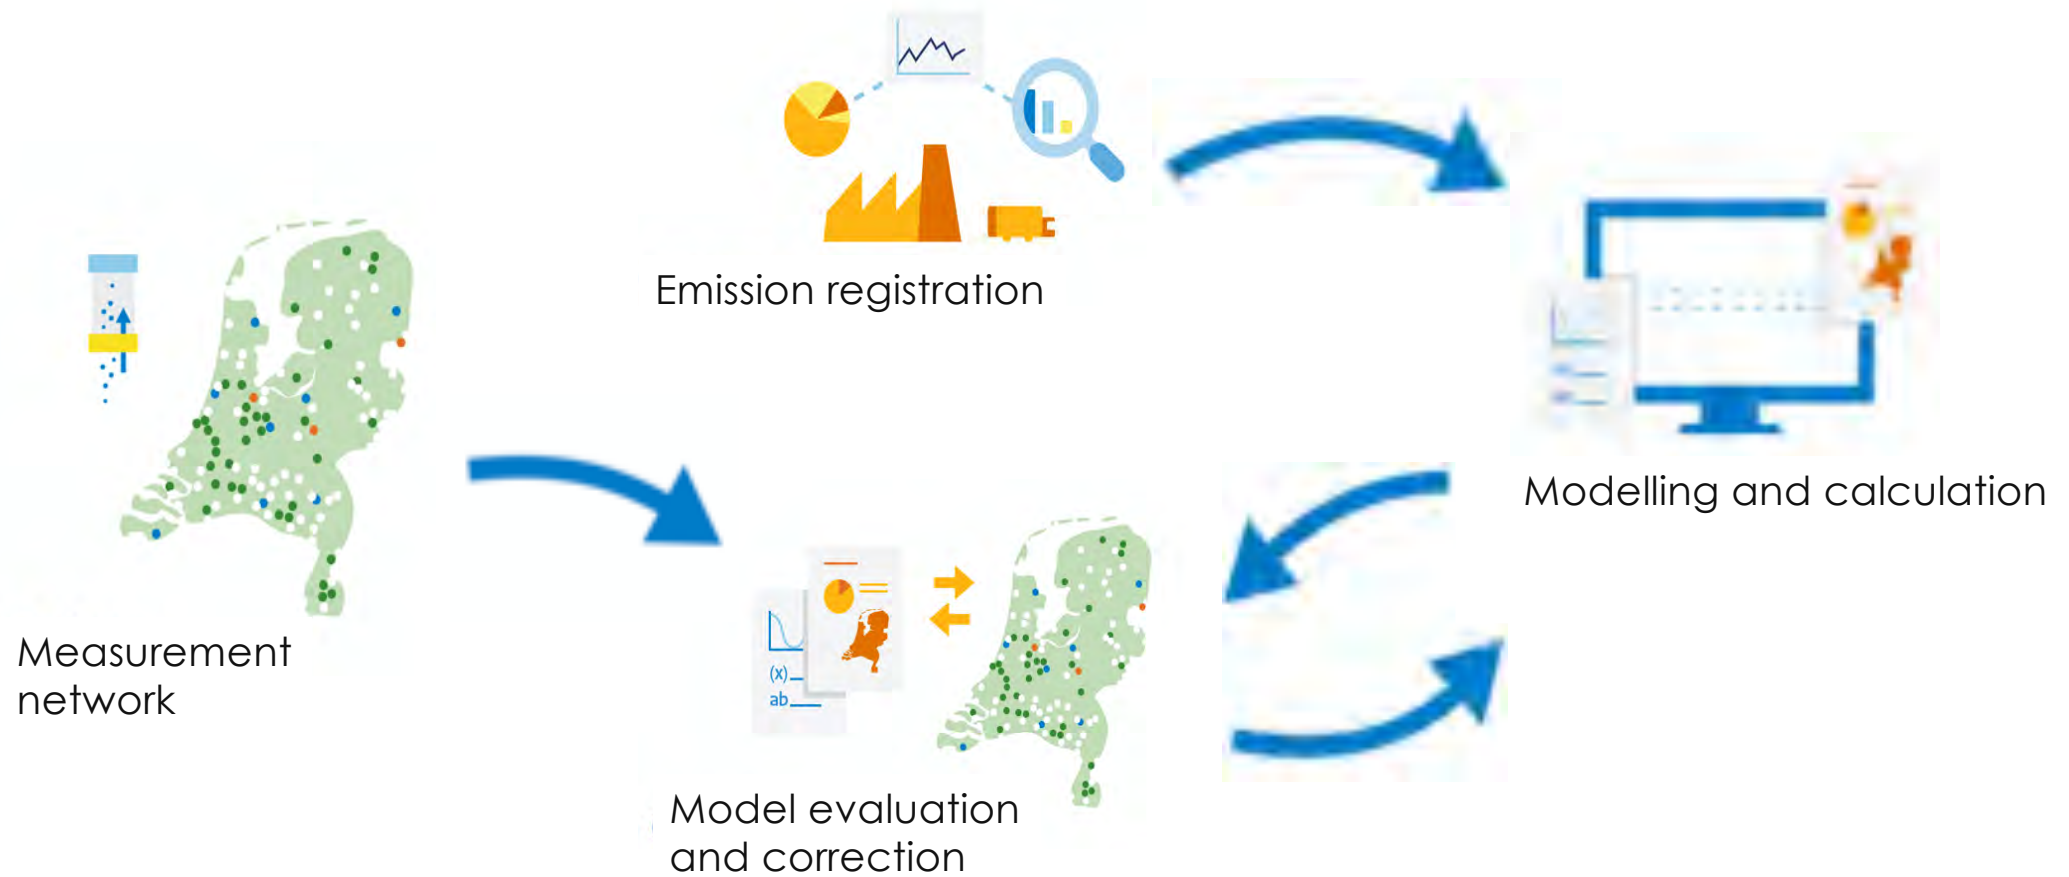 Emission registration
Modelling and calculation
Measurement
network
(x)
ab
Model evaluation
and correction